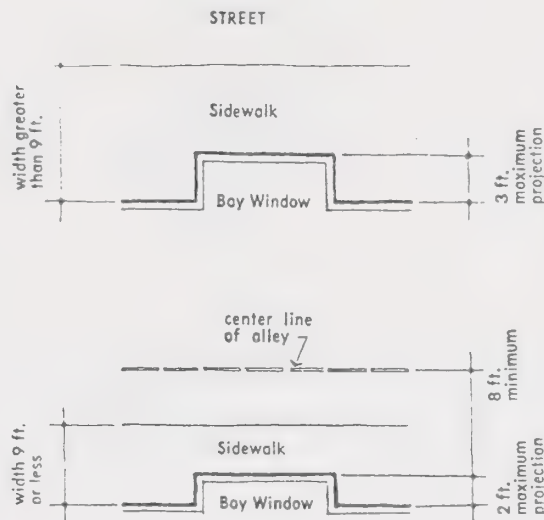 STREET
Sidewalk
width greater
than 9 ft.
Bay Window
3 ft.
maximum
projection
center line
of alley
8 ft.
minimum
Sidewalk
width 9 ft.
or less
Bay Window
2 ft.
maximum
projection